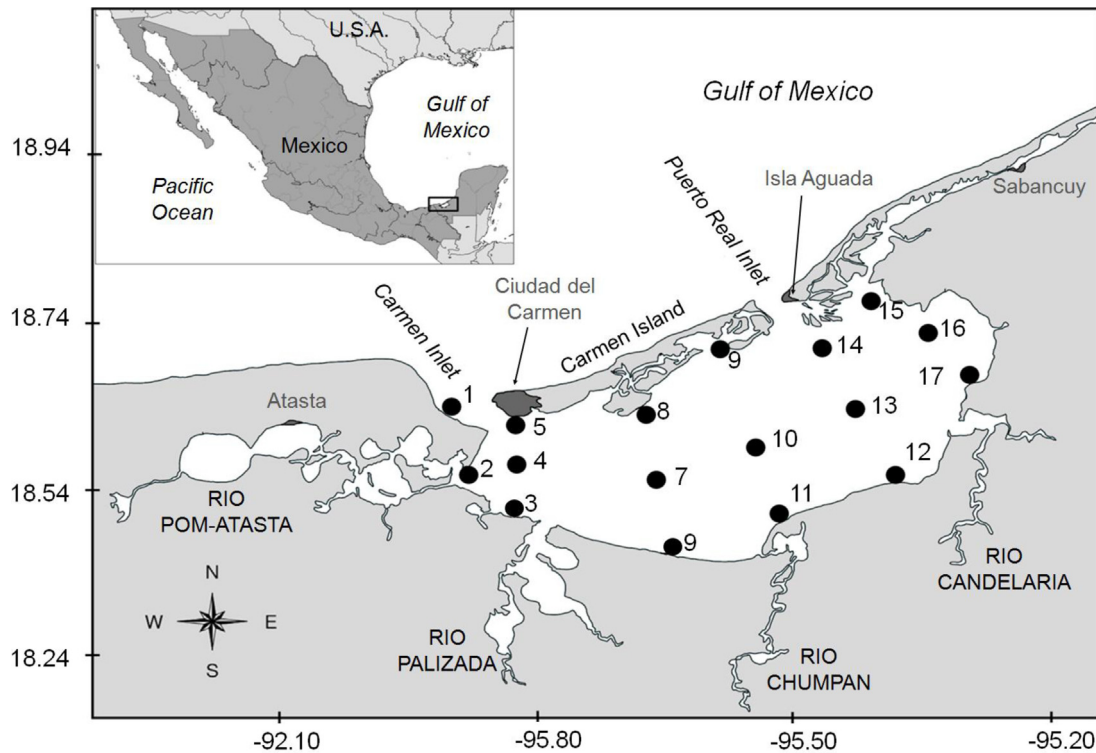 U.S.A.
Gulf of
Mexico
Mexico
Pacific
Ocean
Gulf of Mexico
18.94
18.74
18.54
18.24
Puerto Real Inlet
Isla Aguada
Sabancuy
Carmen Inlet
Ciudad del
Carmen
Carmen Island
Atasta
1
2
3
4
5
8
9
7
9
10
11
12
13
14
15
16
17
RIO
POM-ATASTA
RIO
PALIZADA
RIO
CHUMPAN
RIO
CANDELARIA
N
W
E
S
-92.10
-95.80
-95.50
-95.20